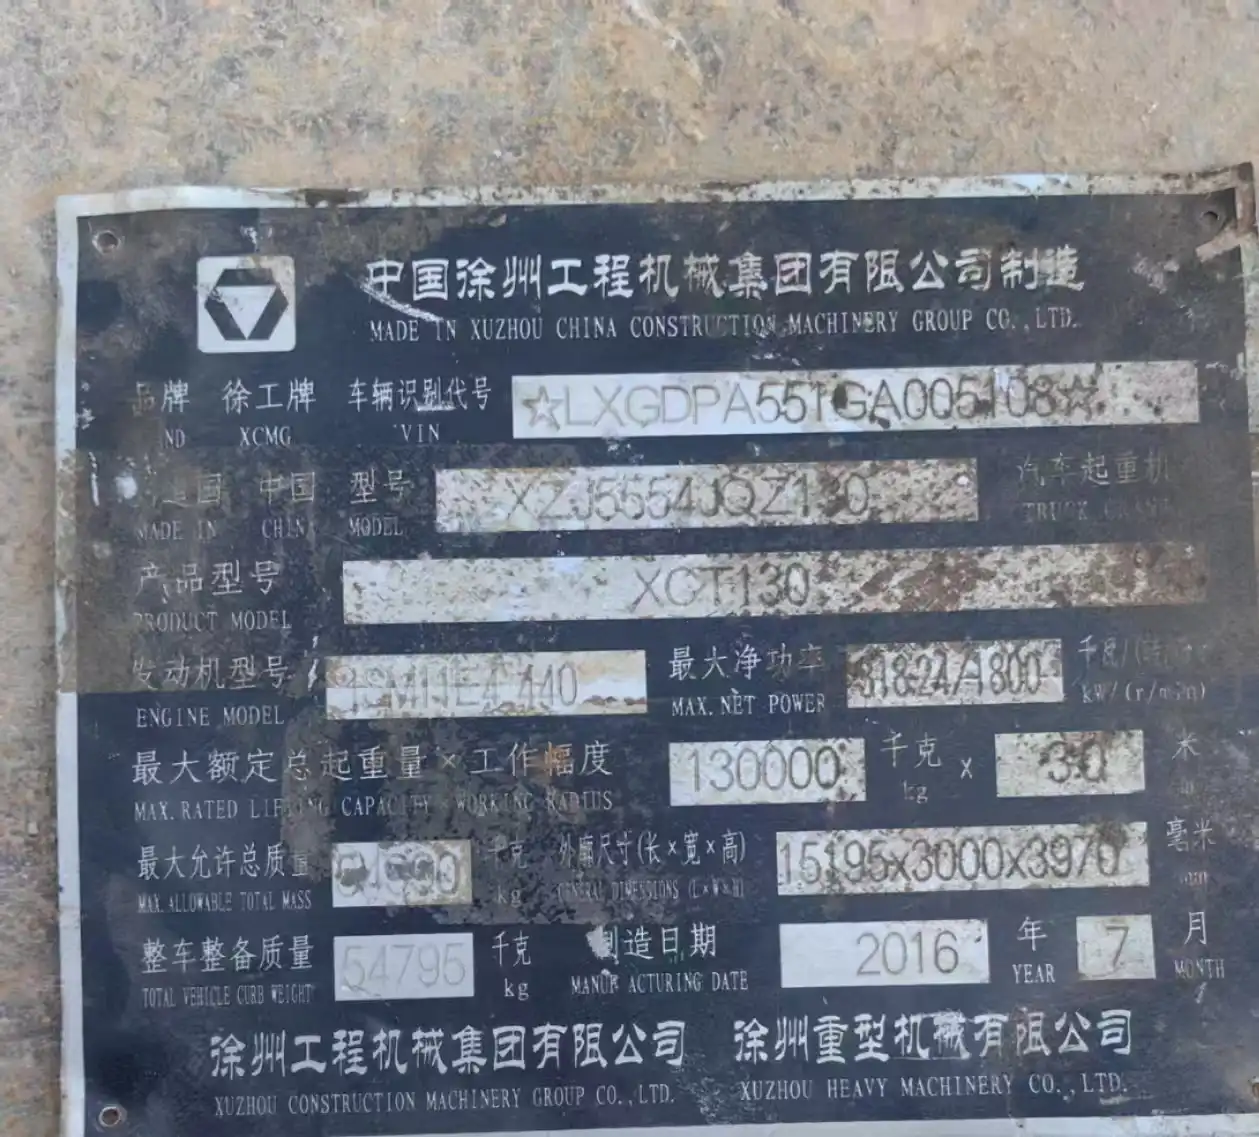 中国徐州工程机械集团有限公司制造
MADE IN XUZHOU CHINA CONSTRUCTION MACHINERY GROUP CO.,LTD.
品牌 徐工牌 车辆识别代号 ☆LXGDPA551GA005108☆
XCMG VIN
中国 型号 XZJ5554JQZ130 汽车起重机
MADE IN CHINA MODEL TRUCK CRANE
产品型号 XCT130
PRODUCT MODEL
发动机型号 最大净功率 /1800
ENGINE MODEL MAX.NET POWER kW/(r/min)
最大额定总起重量×工作幅度 130000 千克 x 3.0 米
MAX.RATED LIFTING CAPACITY×WORKING RADIUS kg m
最大允许总质量 千克 外廓尺寸(长×宽×高) 15195x3000x3970 毫米
MAX.ALLOWABLE TOTAL MASS kg GENERAL DIMENSIONS (L×W×H) mm
整车整备质量 54795 千克 制造日期 2016 年 7 月
TOTAL VEHICLE CURB WEIGHT kg MANUFACTURING DATE YEAR MONTH
徐州工程机械集团有限公司 徐州重型机械有限公司
XUZHOU CONSTRUCTION MACHINERY GROUP CO.,LTD. XUZHOU HEAVY MACHINERY CO.,LTD.